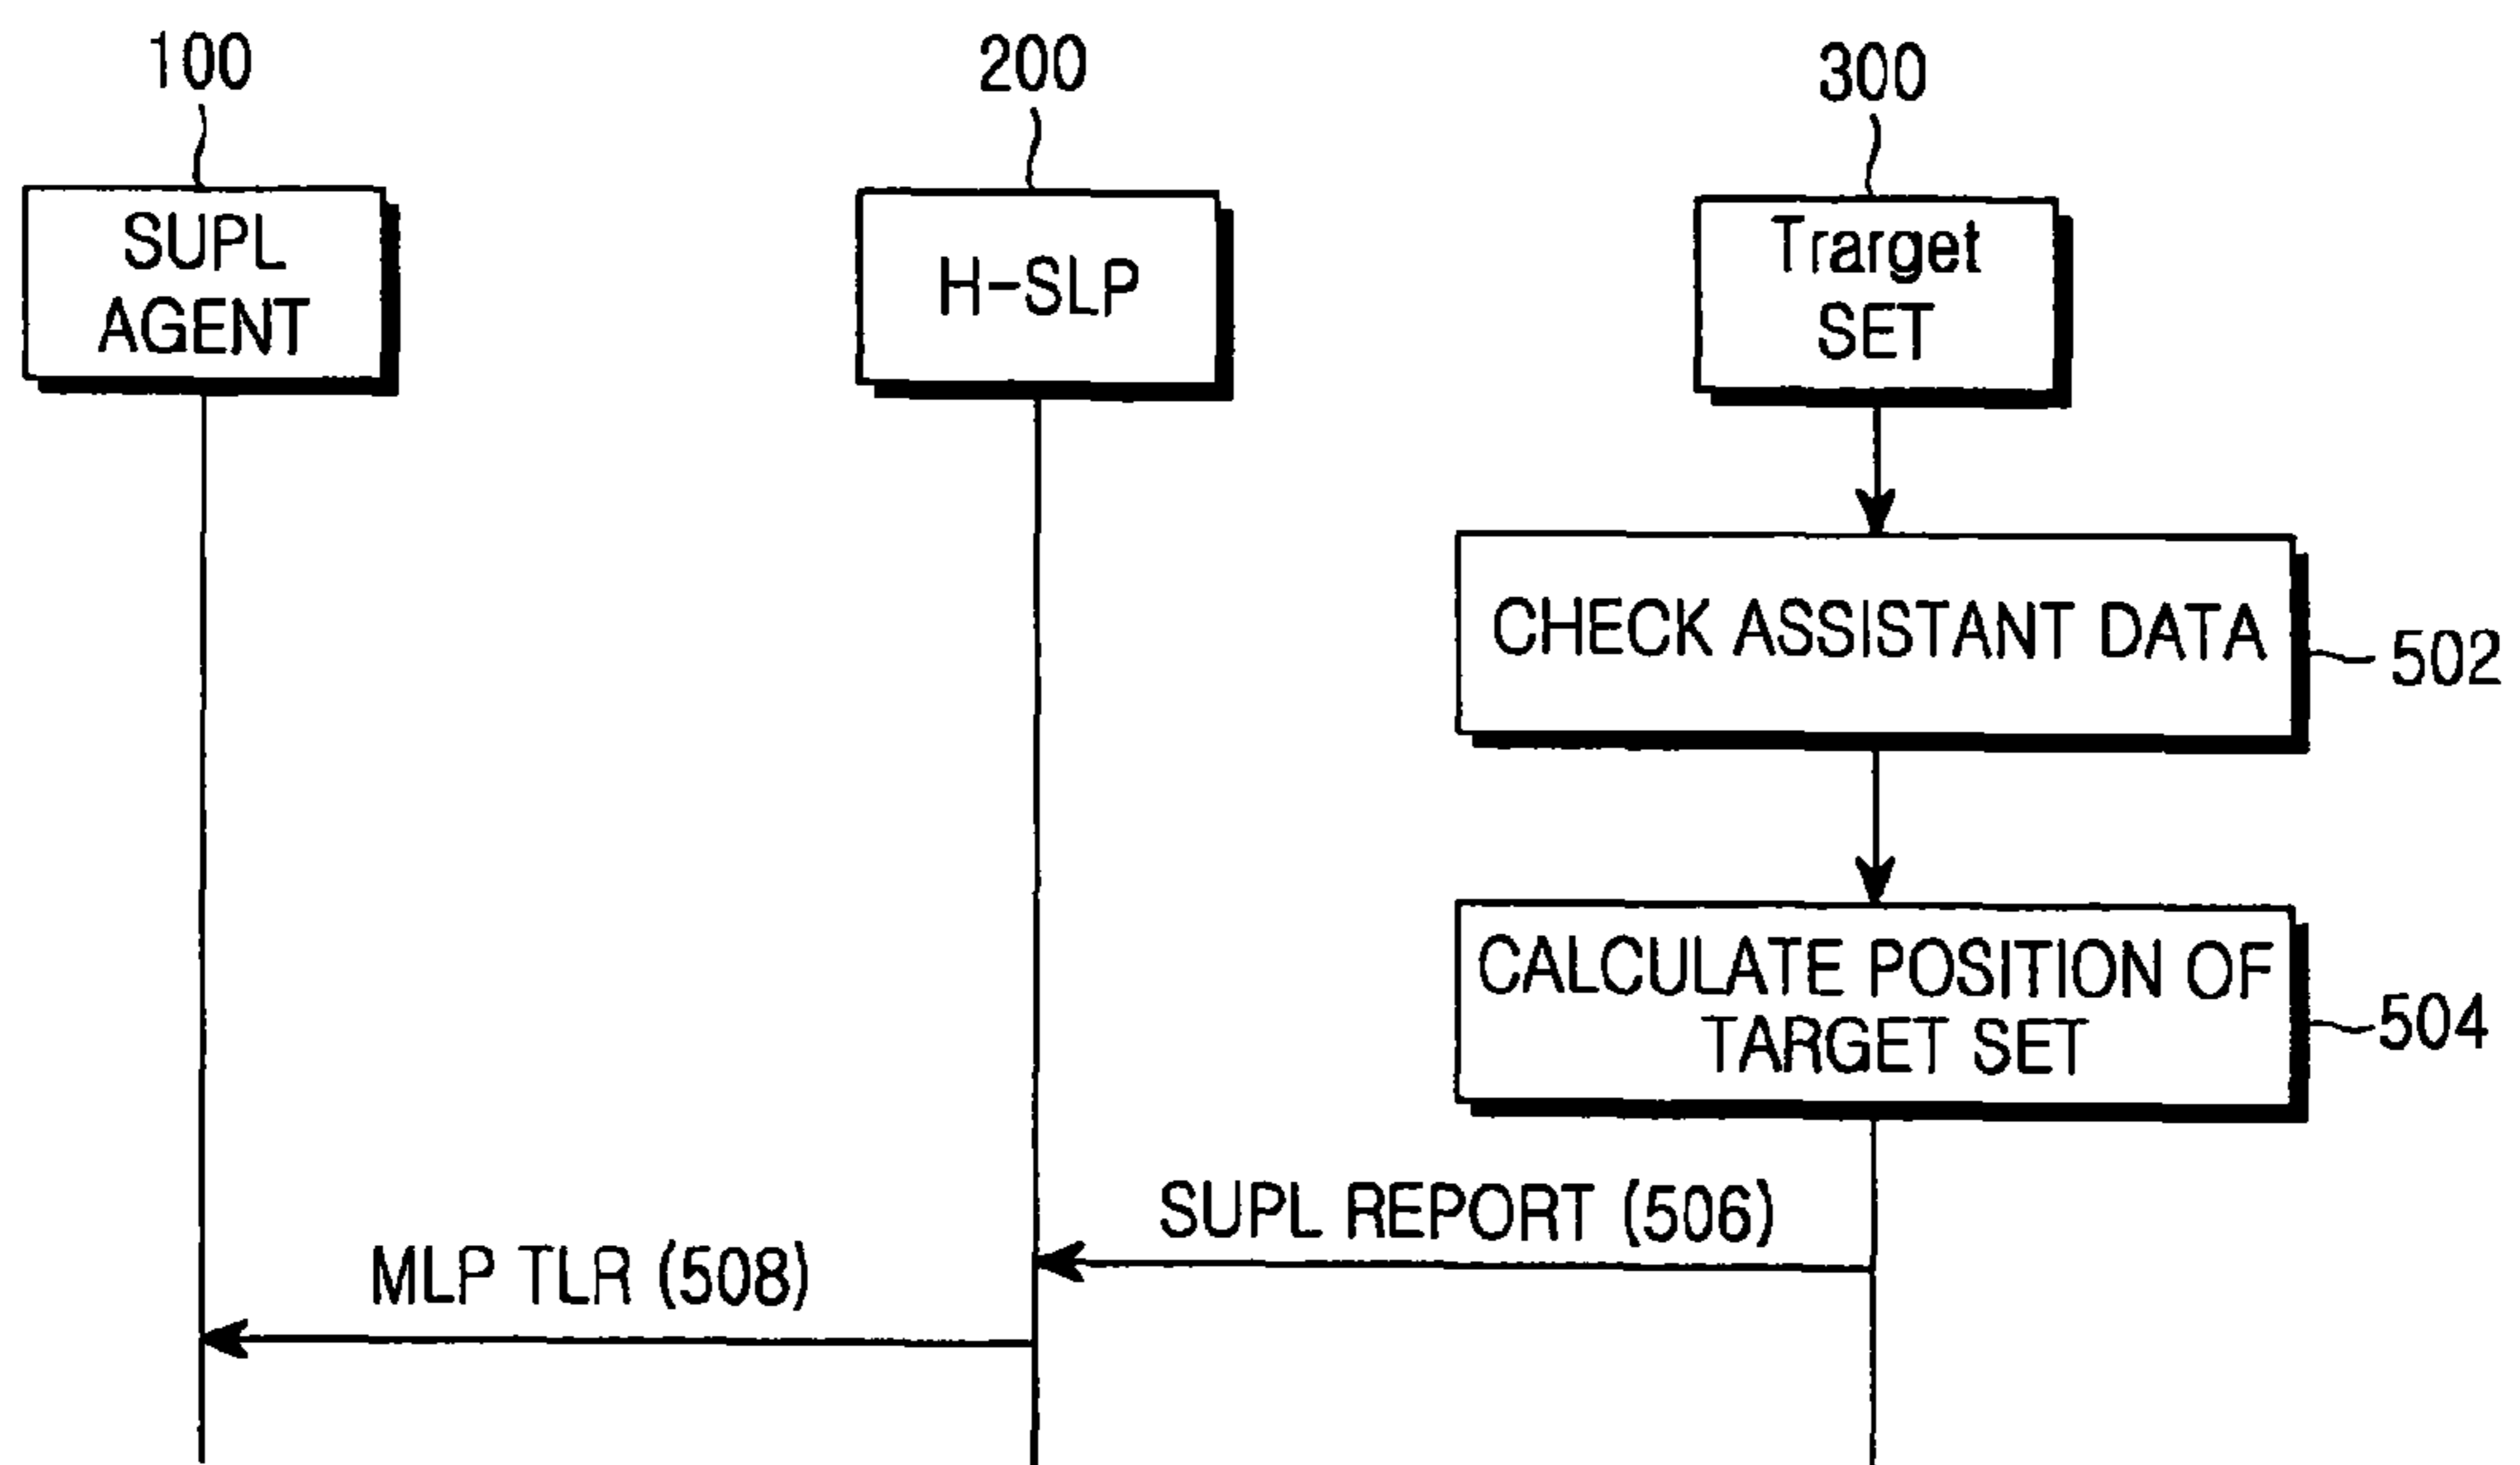 100
200
300
SUPL
AGENT
H-SLP
Trarget
SET
CHECK ASSISTANT DATA
502
CALCULATE POSITION OF
TARGET SET
504
SUPL REPORT (506)
MLP TLR (508)